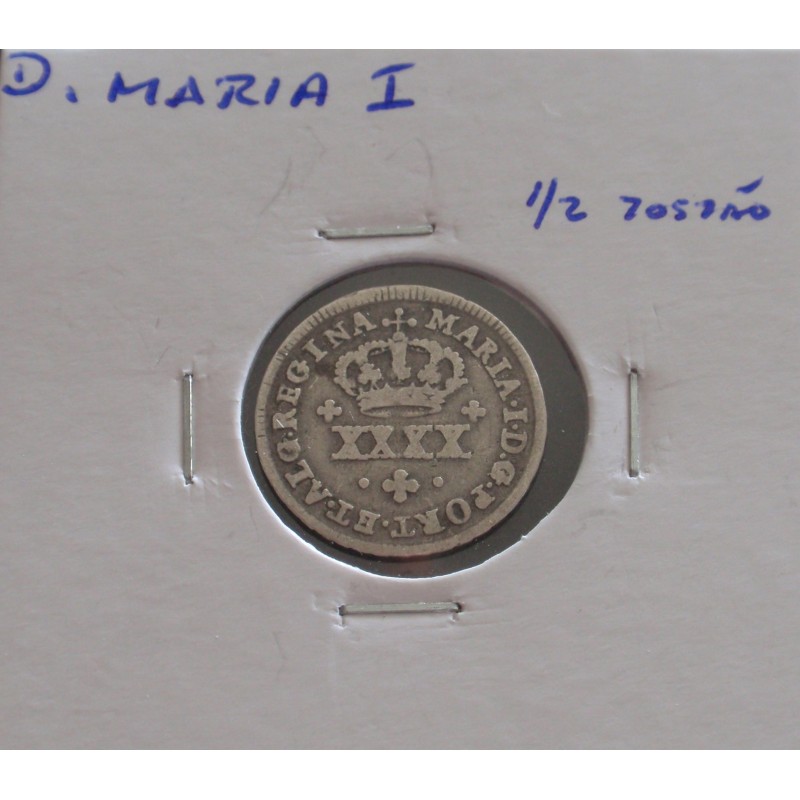 D. MARIA I
1/2 TOSTÃO
MARIA·I·D·G·PORT·ET·ALG·REGINA
XXXX